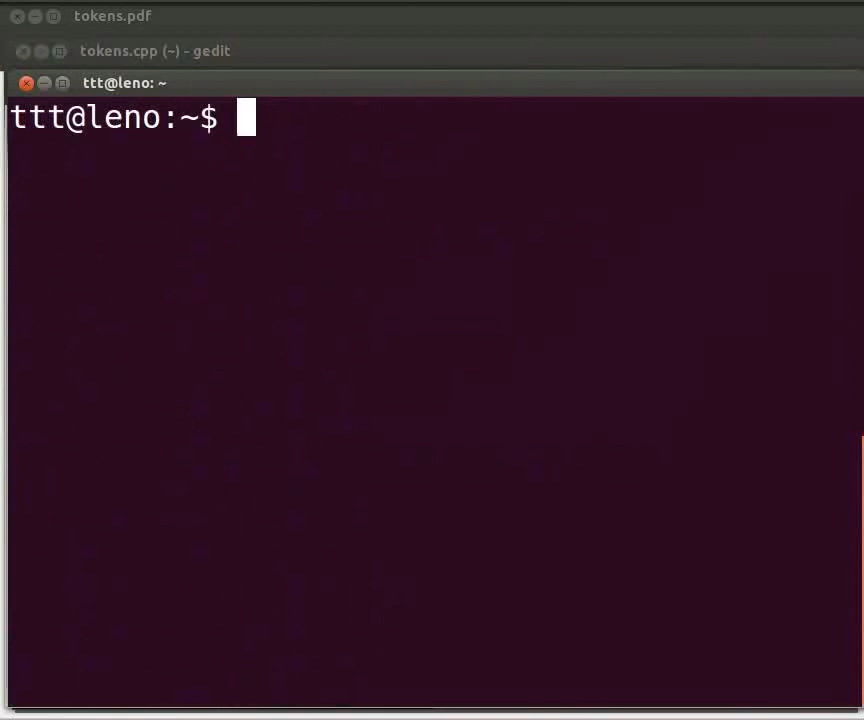 tokens.pdf
tokens.cpp (~) - gedit
ttt@leno: ~
ttt@leno:~$